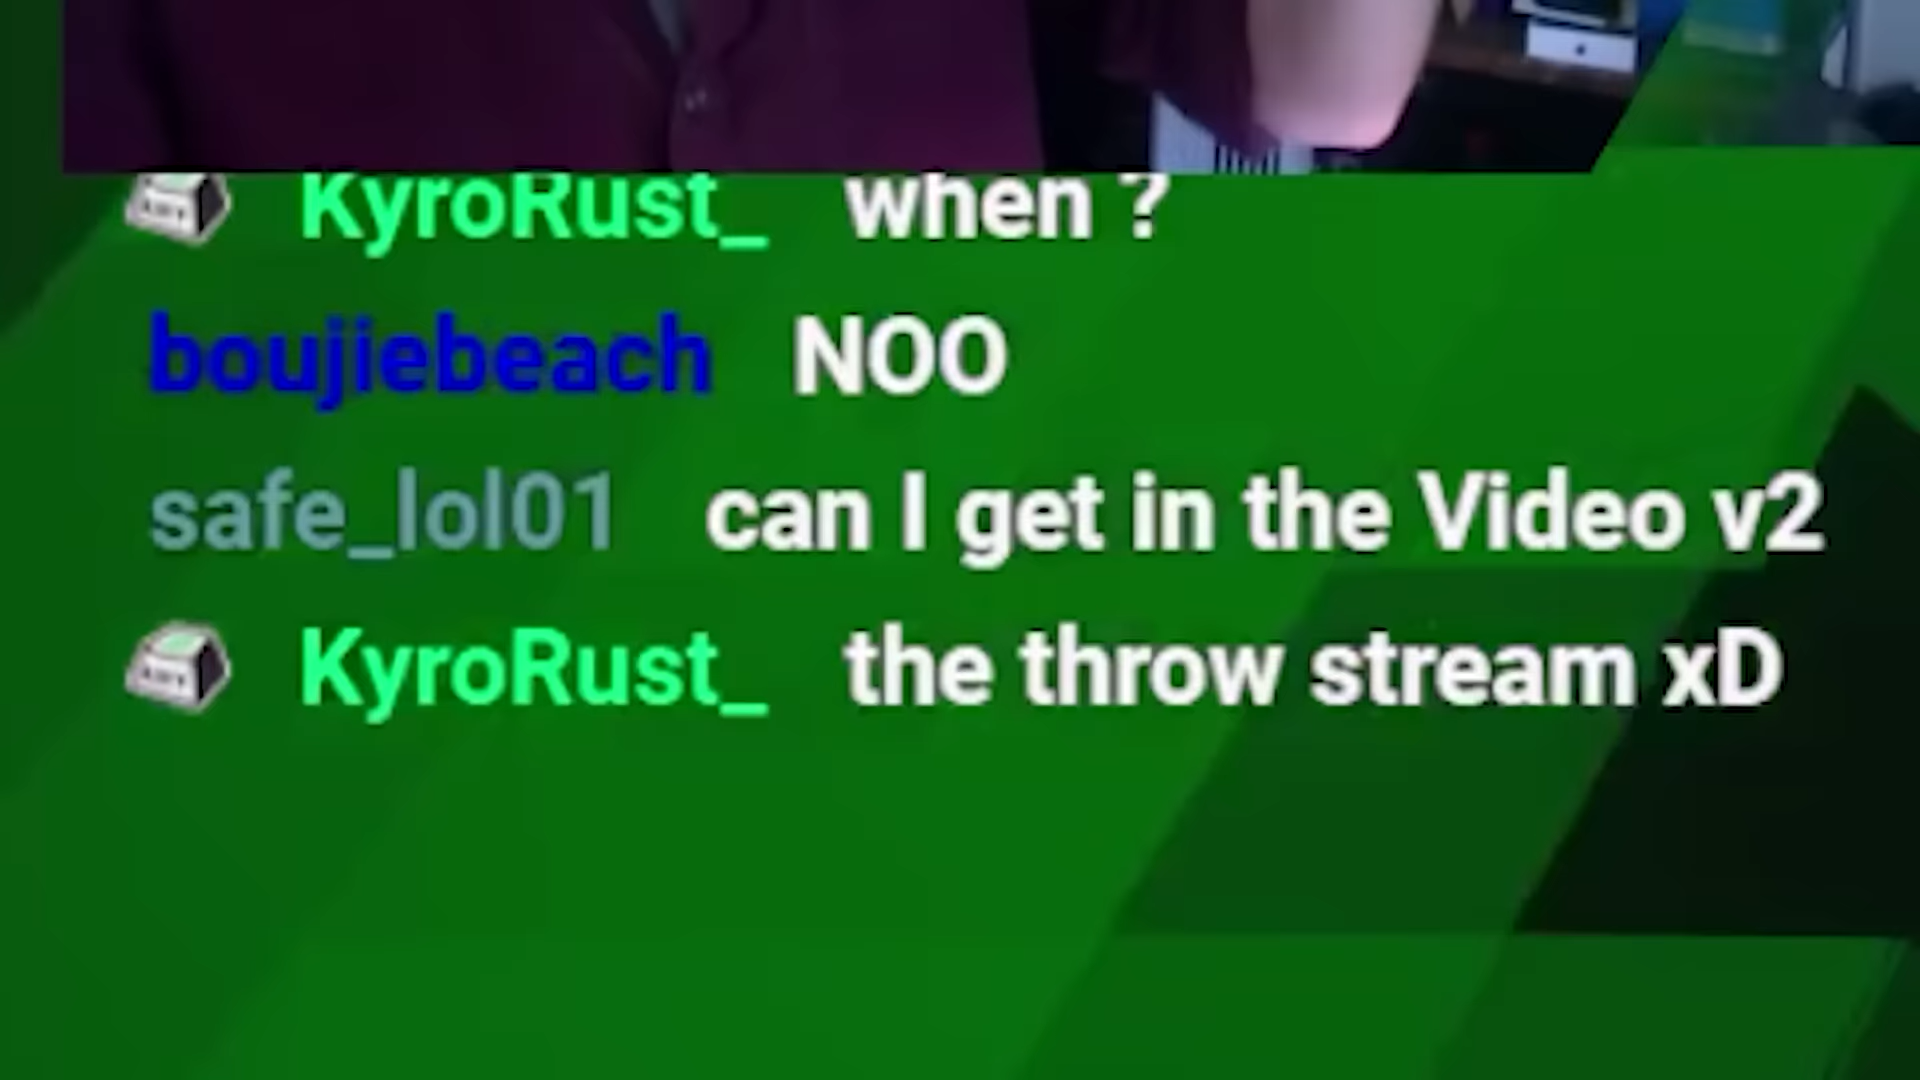 KyroRust_ when ?
boujiebeach NOO
safe_lol01 can I get in the Video v2
KyroRust_ the throw stream xD